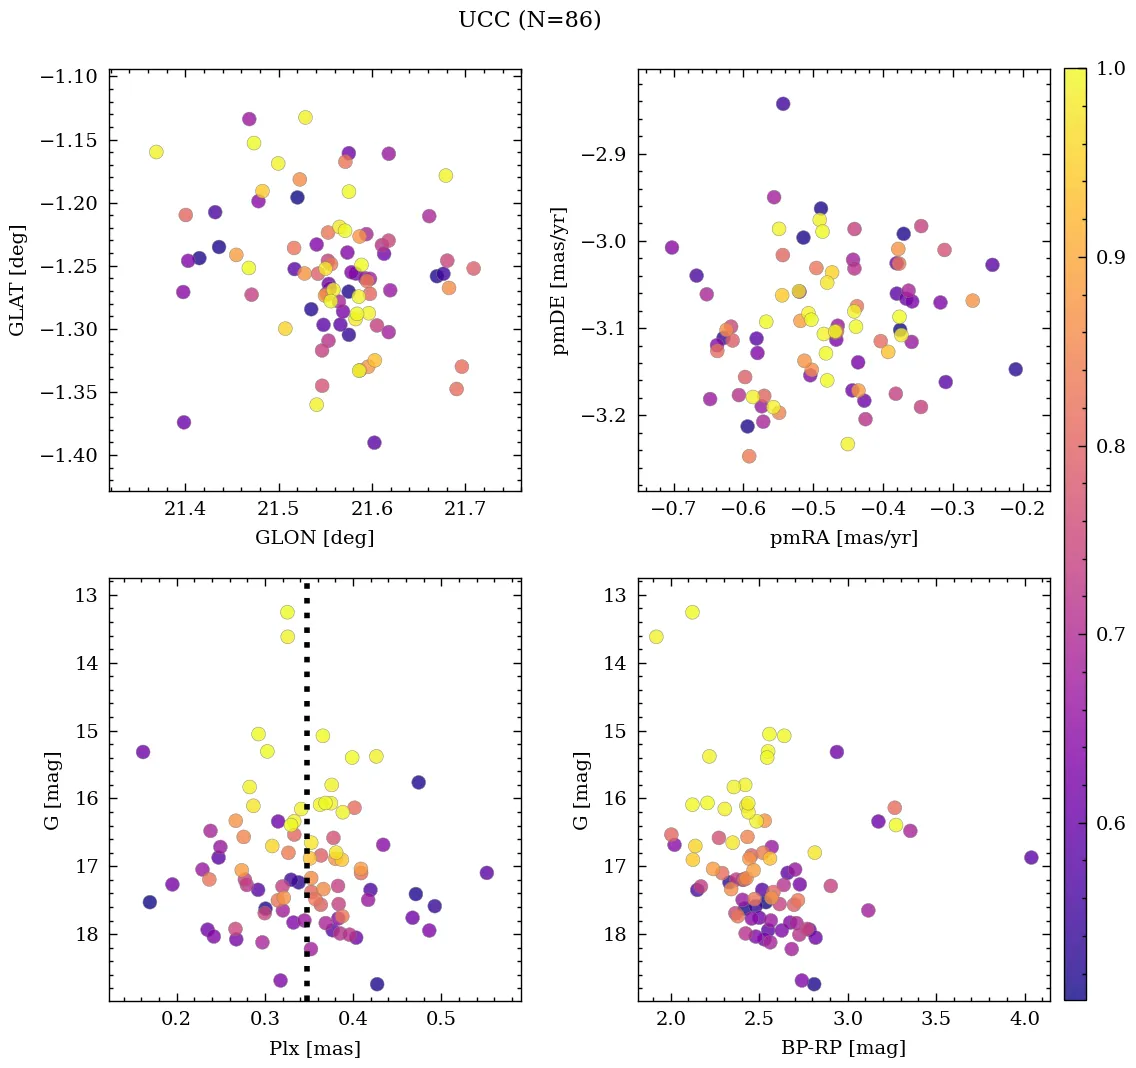 UCC (N=86)
−1.10
−1.15
−1.20
−1.25
−1.30
−1.35
−1.40
GLAT [deg]
21.4 21.5 21.6 21.7
GLON [deg]
−2.9
−3.0
−3.1
−3.2
pmDE [mas/yr]
−0.7 −0.6 −0.5 −0.4 −0.3 −0.2
pmRA [mas/yr]
1.0
0.9
0.8
0.7
0.6
13
14
15
16
17
18
G [mag]
0.2 0.3 0.4 0.5
Plx [mas]
13
14
15
16
17
18
G [mag]
2.0 2.5 3.0 3.5 4.0
BP-RP [mag]